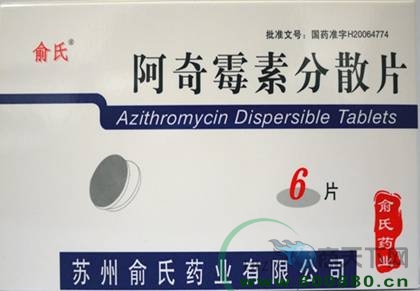 批准文号：国药准字H20064774
俞氏®
阿奇霉素分散片
Azithromycin Dispersible Tablets
6片
俞氏药业
苏州俞氏药业有限公司